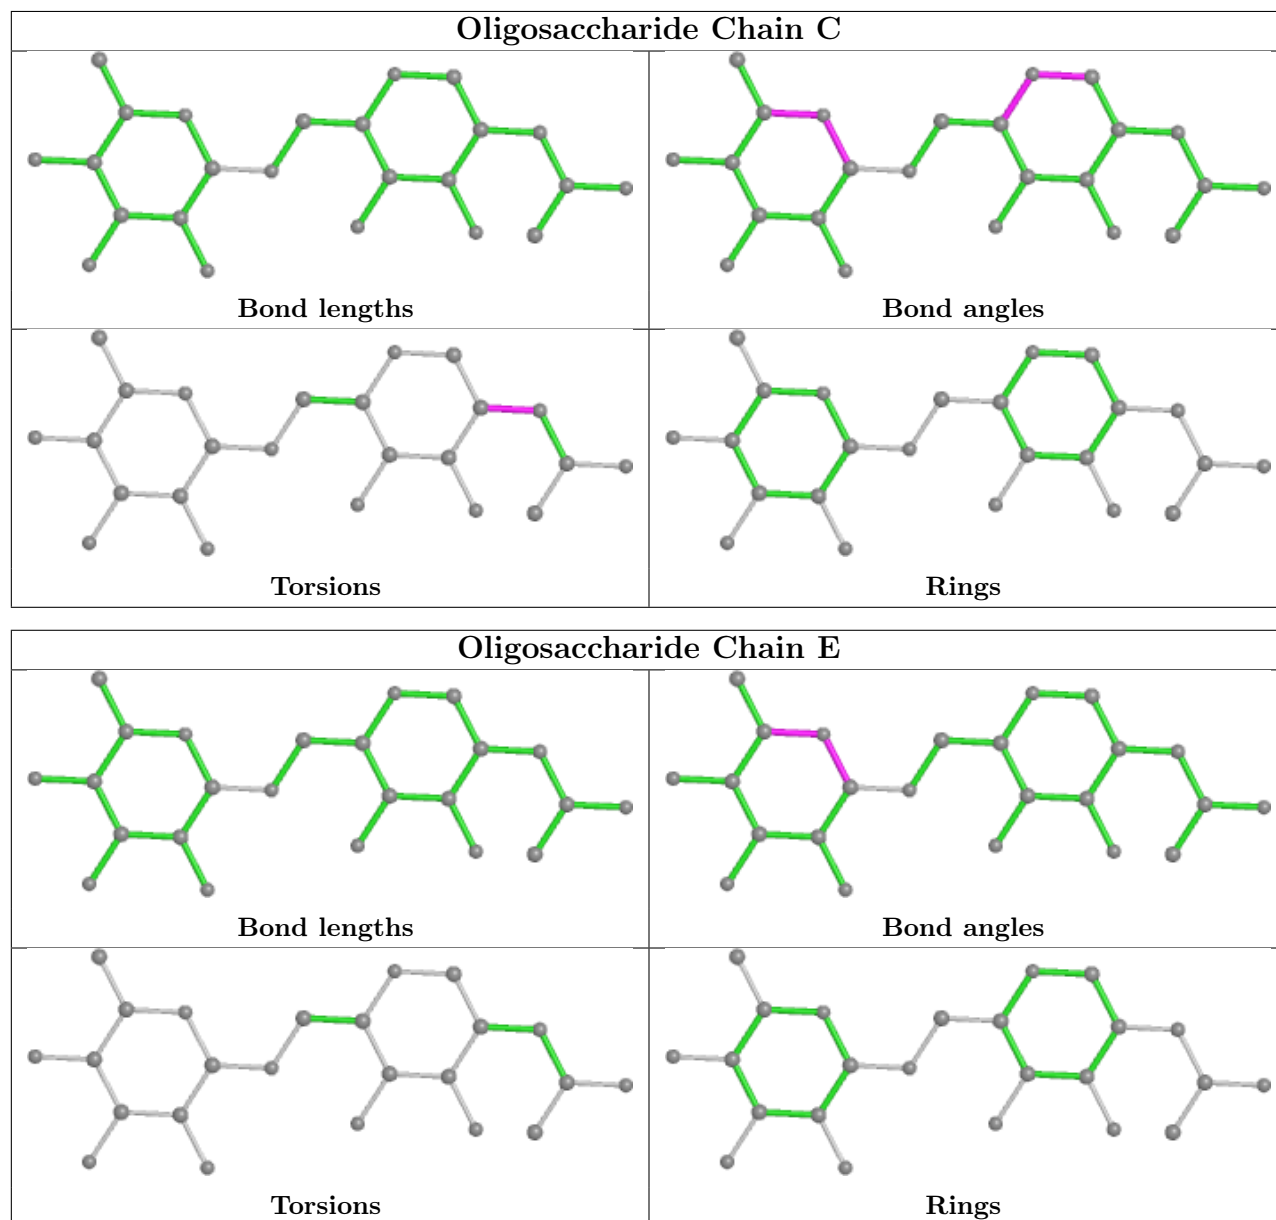 Oligosaccharide Chain C
Bond lengths
Bond angles
Torsions
Rings
Oligosaccharide Chain E
Bond lengths
Bond angles
Torsions
Rings